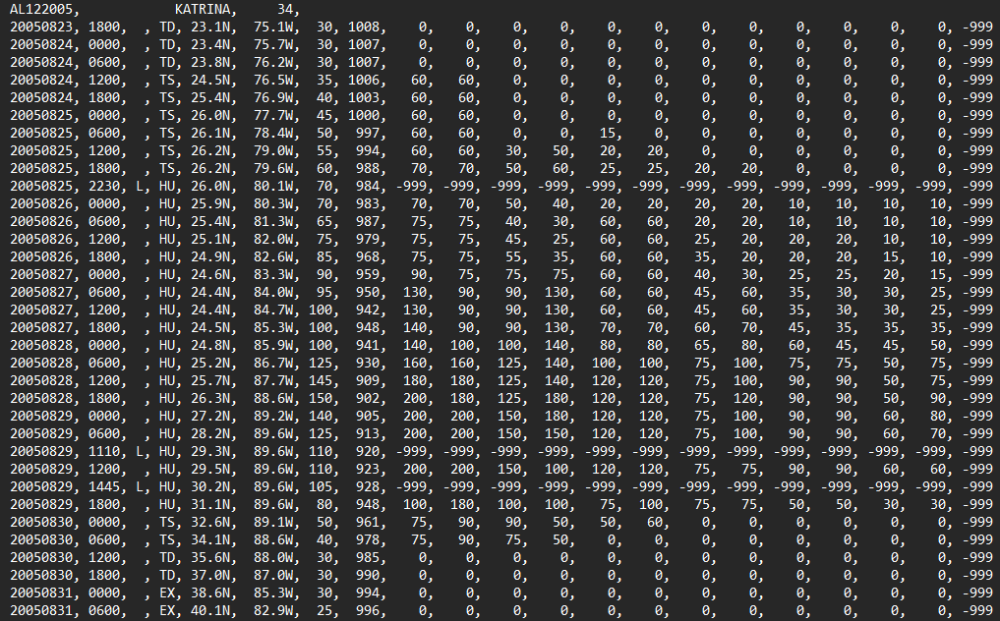 AL122005,            KATRINA,     34,
20050823, 1800,  , TD, 23.1N,  75.1W,  30, 1008,    0,    0,    0,    0,    0,    0,    0,    0,    0,    0,    0,    0, -999
20050824, 0000,  , TD, 23.4N,  75.7W,  30, 1007,    0,    0,    0,    0,    0,    0,    0,    0,    0,    0,    0,    0, -999
20050824, 0600,  , TD, 23.8N,  76.2W,  30, 1007,    0,    0,    0,    0,    0,    0,    0,    0,    0,    0,    0,    0, -999
20050824, 1200,  , TS, 24.5N,  76.5W,  35, 1006,   60,   60,    0,    0,    0,    0,    0,    0,    0,    0,    0,    0, -999
20050824, 1800,  , TS, 25.4N,  76.9W,  40, 1003,   60,   60,    0,    0,    0,    0,    0,    0,    0,    0,    0,    0, -999
20050825, 0000,  , TS, 26.0N,  77.7W,  45, 1000,   60,   60,    0,    0,    0,    0,    0,    0,    0,    0,    0,    0, -999
20050825, 0600,  , TS, 26.1N,  78.4W,  50,  997,   60,   60,    0,    0,   15,    0,    0,    0,    0,    0,    0,    0, -999
20050825, 1200,  , TS, 26.2N,  79.0W,  55,  994,   60,   60,   30,   50,   20,   20,    0,    0,    0,    0,    0,    0, -999
20050825, 1800,  , TS, 26.2N,  79.6W,  60,  988,   70,   70,   50,   60,   25,   25,   20,   20,    0,    0,    0,    0, -999
20050825, 2230, L, HU, 26.0N,  80.1W,  70,  984, -999, -999, -999, -999, -999, -999, -999, -999, -999, -999, -999, -999, -999
20050826, 0000,  , HU, 25.9N,  80.3W,  70,  983,   70,   70,   50,   40,   20,   20,   20,   20,   10,   10,   10,   10, -999
20050826, 0600,  , HU, 25.4N,  81.3W,  65,  987,   75,   75,   40,   30,   60,   60,   20,   20,   10,   10,   10,   10, -999
20050826, 1200,  , HU, 25.1N,  82.0W,  75,  979,   75,   75,   45,   25,   60,   60,   25,   20,   20,   20,   10,   10, -999
20050826, 1800,  , HU, 24.9N,  82.6W,  85,  968,   75,   75,   55,   35,   60,   60,   35,   20,   20,   20,   15,   10, -999
20050827, 0000,  , HU, 24.6N,  83.3W,  90,  959,   90,   75,   75,   75,   60,   60,   40,   30,   25,   25,   20,   15, -999
20050827, 0600,  , HU, 24.4N,  84.0W,  95,  950,  130,   90,   90,  130,   60,   60,   45,   60,   35,   30,   30,   25, -999
20050827, 1200,  , HU, 24.4N,  84.7W, 100,  942,  130,   90,   90,  130,   60,   60,   45,   60,   35,   30,   30,   25, -999
20050827, 1800,  , HU, 24.5N,  85.3W, 100,  948,  140,   90,   90,  130,   70,   70,   60,   70,   45,   35,   35,   35, -999
20050828, 0000,  , HU, 24.8N,  85.9W, 100,  941,  140,  100,  100,  140,   80,   80,   65,   80,   60,   45,   45,   50, -999
20050828, 0600,  , HU, 25.2N,  86.7W, 125,  930,  160,  160,  125,  140,  100,  100,   75,  100,   75,   75,   50,   75, -999
20050828, 1200,  , HU, 25.7N,  87.7W, 145,  909,  180,  180,  125,  140,  120,  120,   75,  100,   90,   90,   50,   75, -999
20050828, 1800,  , HU, 26.3N,  88.6W, 150,  902,  200,  180,  125,  180,  120,  120,   75,  120,   90,   90,   50,   90, -999
20050829, 0000,  , HU, 27.2N,  89.2W, 140,  905,  200,  200,  150,  180,  120,  120,   75,  100,   90,   90,   60,   80, -999
20050829, 0600,  , HU, 28.2N,  89.6W, 125,  913,  200,  200,  150,  150,  120,  120,   75,  100,   90,   90,   60,   70, -999
20050829, 1110, L, HU, 29.3N,  89.6W, 110,  920, -999, -999, -999, -999, -999, -999, -999, -999, -999, -999, -999, -999, -999
20050829, 1200,  , HU, 29.5N,  89.6W, 110,  923,  200,  200,  150,  100,  120,  120,   75,   75,   90,   90,   60,   60, -999
20050829, 1445, L, HU, 30.2N,  89.6W, 105,  928, -999, -999, -999, -999, -999, -999, -999, -999, -999, -999, -999, -999, -999
20050829, 1800,  , HU, 31.1N,  89.6W,  80,  948,  100,  180,  100,  100,   75,  100,   75,   75,   50,   50,   30,   30, -999
20050830, 0000,  , TS, 32.6N,  89.1W,  50,  961,   75,   90,   90,   50,   50,   60,    0,    0,    0,    0,    0,    0, -999
20050830, 0600,  , TS, 34.1N,  88.6W,  40,  978,   75,   90,   75,   50,    0,    0,    0,    0,    0,    0,    0,    0, -999
20050830, 1200,  , TD, 35.6N,  88.0W,  30,  985,    0,    0,    0,    0,    0,    0,    0,    0,    0,    0,    0,    0, -999
20050830, 1800,  , TD, 37.0N,  87.0W,  30,  990,    0,    0,    0,    0,    0,    0,    0,    0,    0,    0,    0,    0, -999
20050831, 0000,  , EX, 38.6N,  85.3W,  30,  994,    0,    0,    0,    0,    0,    0,    0,    0,    0,    0,    0,    0, -999
20050831, 0600,  , EX, 40.1N,  82.9W,  25,  996,    0,    0,    0,    0,    0,    0,    0,    0,    0,    0,    0,    0, -999